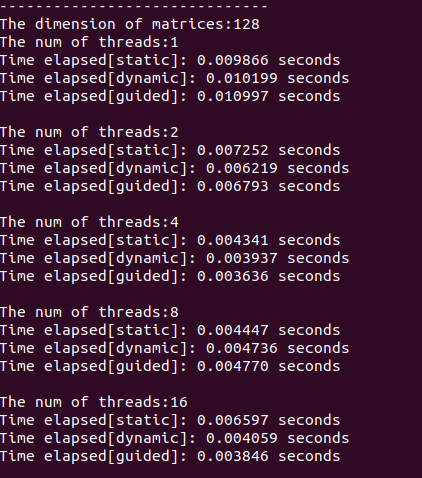 ------------------------------
The dimension of matrices:128
The num of threads:1
Time elapsed[static]: 0.009866 seconds
Time elapsed[dynamic]: 0.010199 seconds
Time elapsed[guided]: 0.010997 seconds

The num of threads:2
Time elapsed[static]: 0.007252 seconds
Time elapsed[dynamic]: 0.006219 seconds
Time elapsed[guided]: 0.006793 seconds

The num of threads:4
Time elapsed[static]: 0.004341 seconds
Time elapsed[dynamic]: 0.003937 seconds
Time elapsed[guided]: 0.003636 seconds

The num of threads:8
Time elapsed[static]: 0.004447 seconds
Time elapsed[dynamic]: 0.004736 seconds
Time elapsed[guided]: 0.004770 seconds

The num of threads:16
Time elapsed[static]: 0.006597 seconds
Time elapsed[dynamic]: 0.004059 seconds
Time elapsed[guided]: 0.003846 seconds